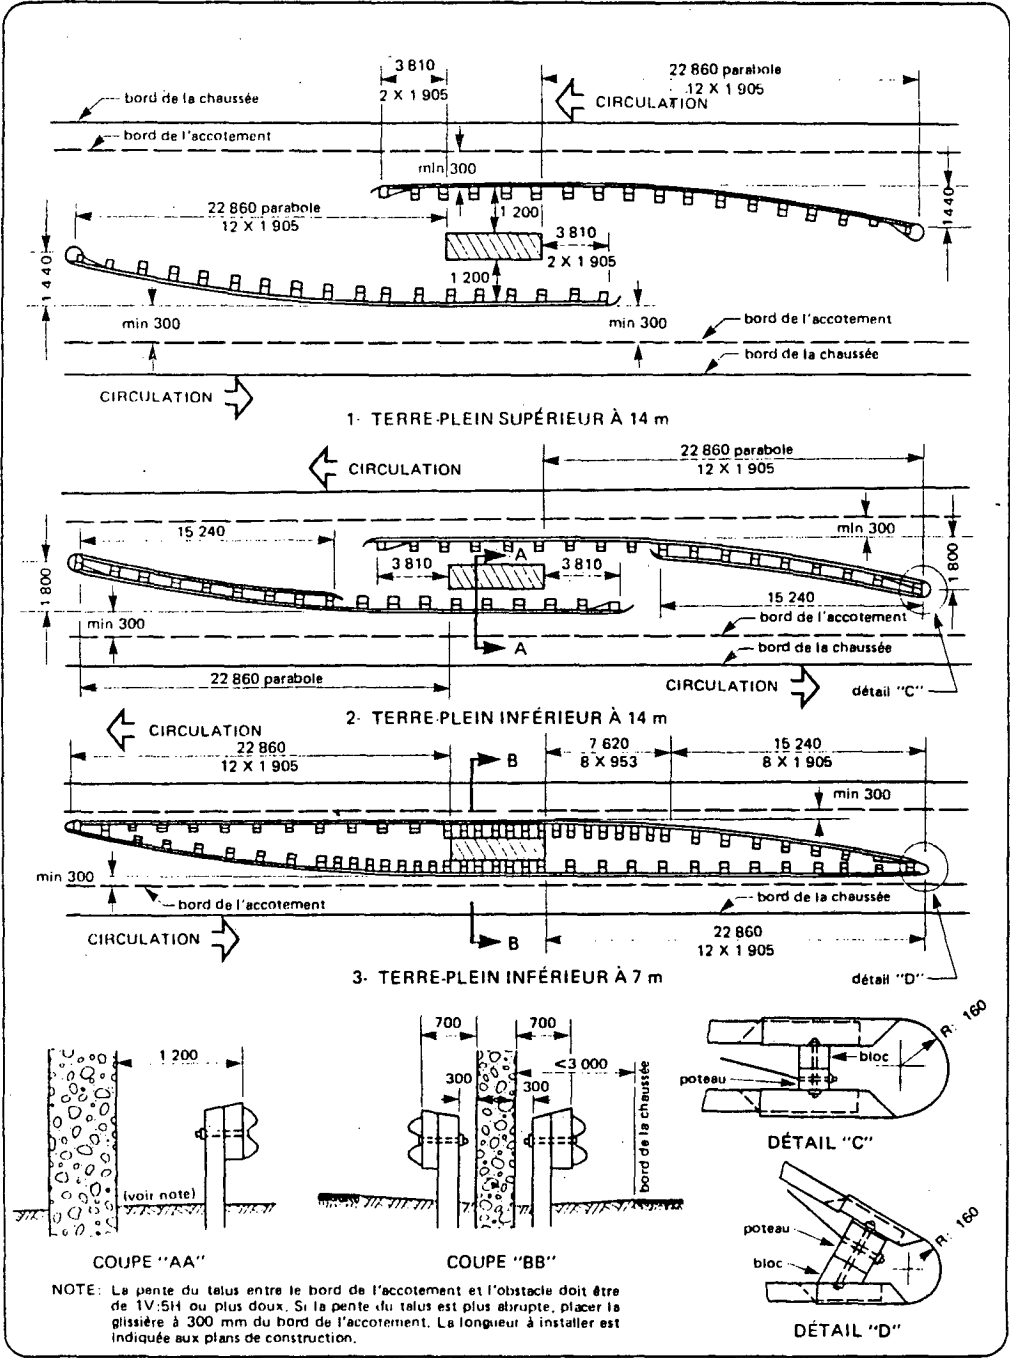 3 810
2 X 1 905
22 860 parabole
12 X 1 905
CIRCULATION
bord de la chaussée
bord de l'accotement
min 300
1 440
22 860 parabole
12 X 1 905
1 200
3 810
2 X 1 905
1 200
1 440
min 300
min 300
bord de l'accotement
bord de la chaussée
CIRCULATION
1- TERRE-PLEIN SUPÉRIEUR À 14 m
CIRCULATION
22 860 parabole
12 X 1 905
15 240
min 300
A
3 810
3 810
1 800
1 800
15 240
min 300
bord de l'accotement
A
bord de la chaussée
22 860 parabole
CIRCULATION
détail "C"
2- TERRE-PLEIN INFÉRIEUR À 14 m
CIRCULATION
22 860
12 X 1 905
B
7 620
8 X 953
15 240
8 X 1 905
min 300
min 300
bord de l'accotement
bord de la chaussée
CIRCULATION
B
22 860
12 X 1 905
détail "D"
3- TERRE-PLEIN INFÉRIEUR À 7 m
1 200
(voir note)
COUPE "AA"
700
700
<3 000
300
300
bord de la chaussée
COUPE "BB"
R: 160
bloc
poteau
DÉTAIL "C"
R: 160
poteau
bloc
DÉTAIL "D"
NOTE: La pente du talus entre le bord de l'accotement et l'obstacle doit être
de 1V:5H ou plus doux. Si la pente du talus est plus abrupte, placer la
glissière à 300 mm du bord de l'accotement. La longueur à installer est
indiquée aux plans de construction.